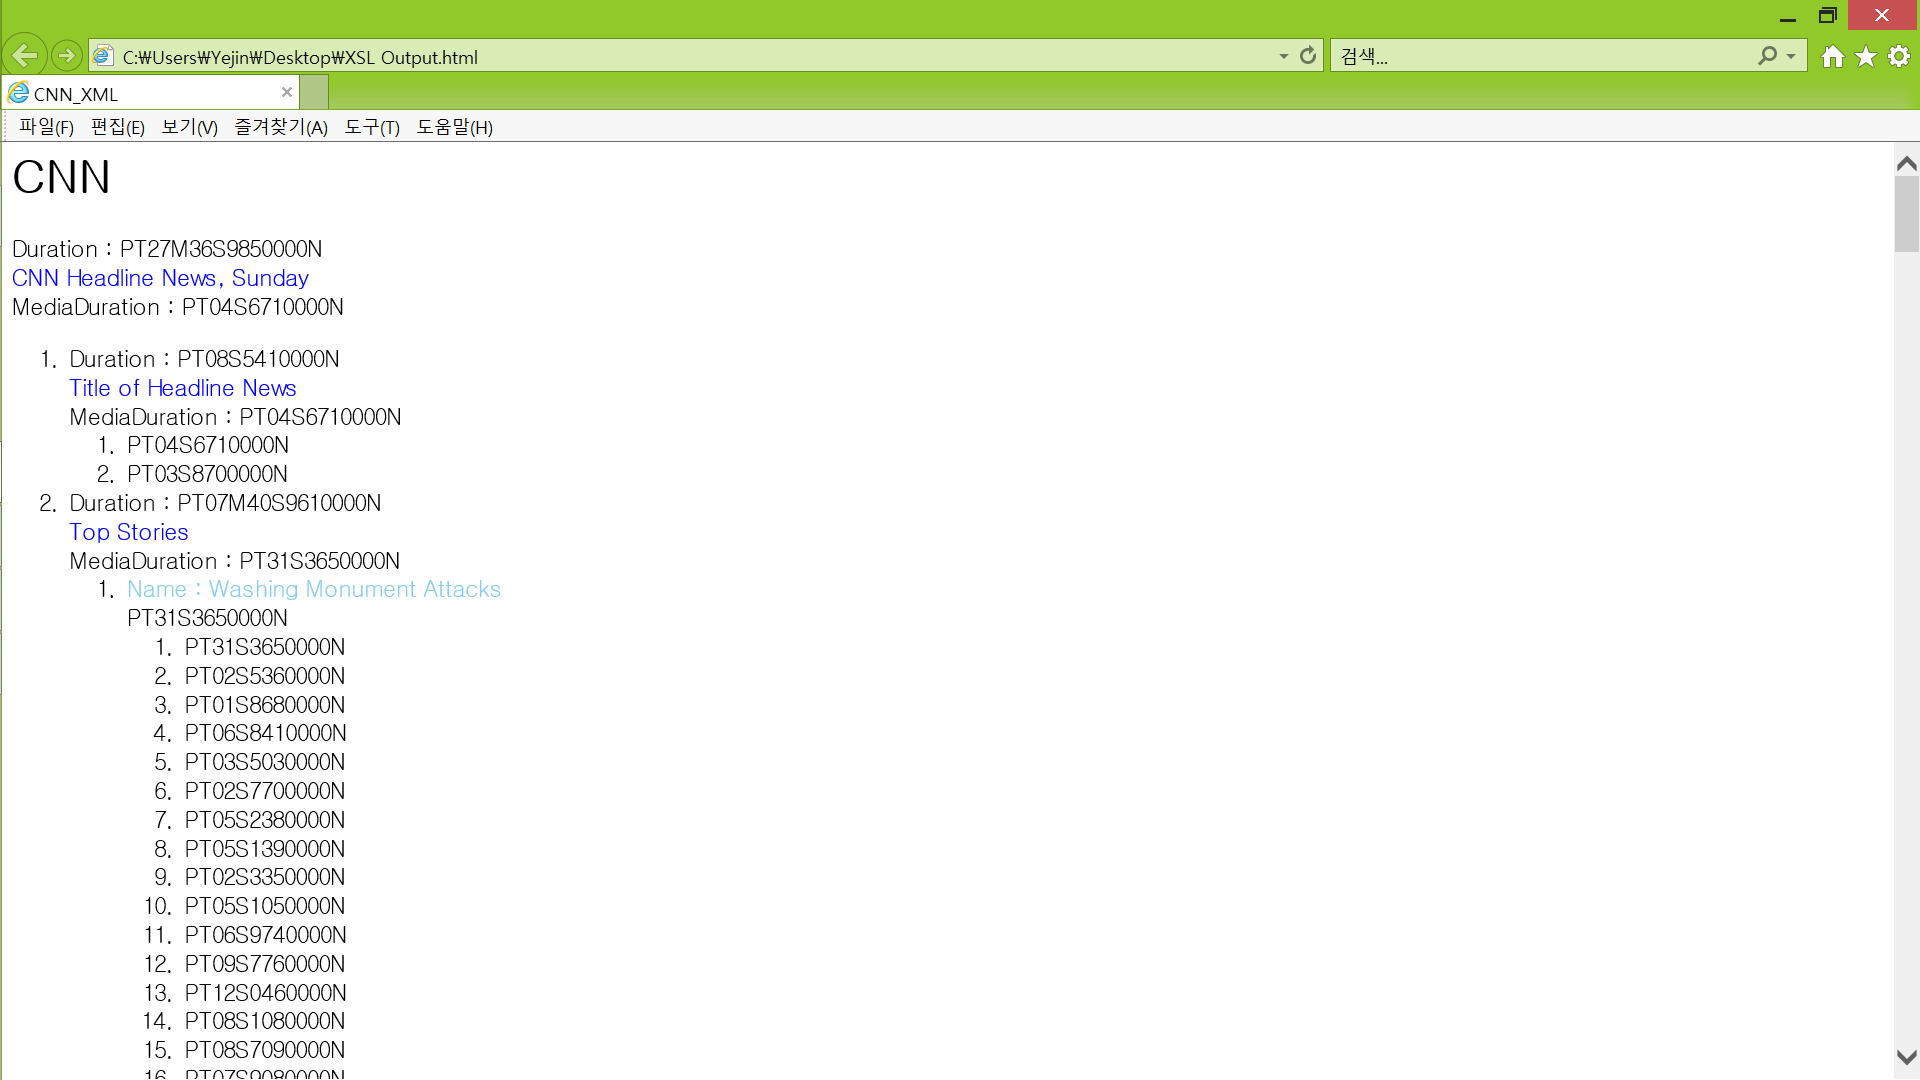 C:₩Users₩Yejin₩Desktop₩XSL Output.html
검색...
CNN_XML
파일(F) 편집(E) 보기(V) 즐겨찾기(A) 도구(T) 도움말(H)
CNN
Duration : PT27M36S9850000N
CNN Headline News, Sunday
MediaDuration : PT04S6710000N
1. Duration : PT08S5410000N
Title of Headline News
MediaDuration : PT04S6710000N
1. PT04S6710000N
2. PT03S8700000N
2. Duration : PT07M40S9610000N
Top Stories
MediaDuration : PT31S3650000N
1. Name : Washing Monument Attacks
PT31S3650000N
1. PT31S3650000N
2. PT02S5360000N
3. PT01S8680000N
4. PT06S8410000N
5. PT03S5030000N
6. PT02S7700000N
7. PT05S2380000N
8. PT05S1390000N
9. PT02S3350000N
10. PT05S1050000N
11. PT06S9740000N
12. PT09S7760000N
13. PT12S0460000N
14. PT08S1080000N
15. PT08S7090000N
16. PT07S9080000N